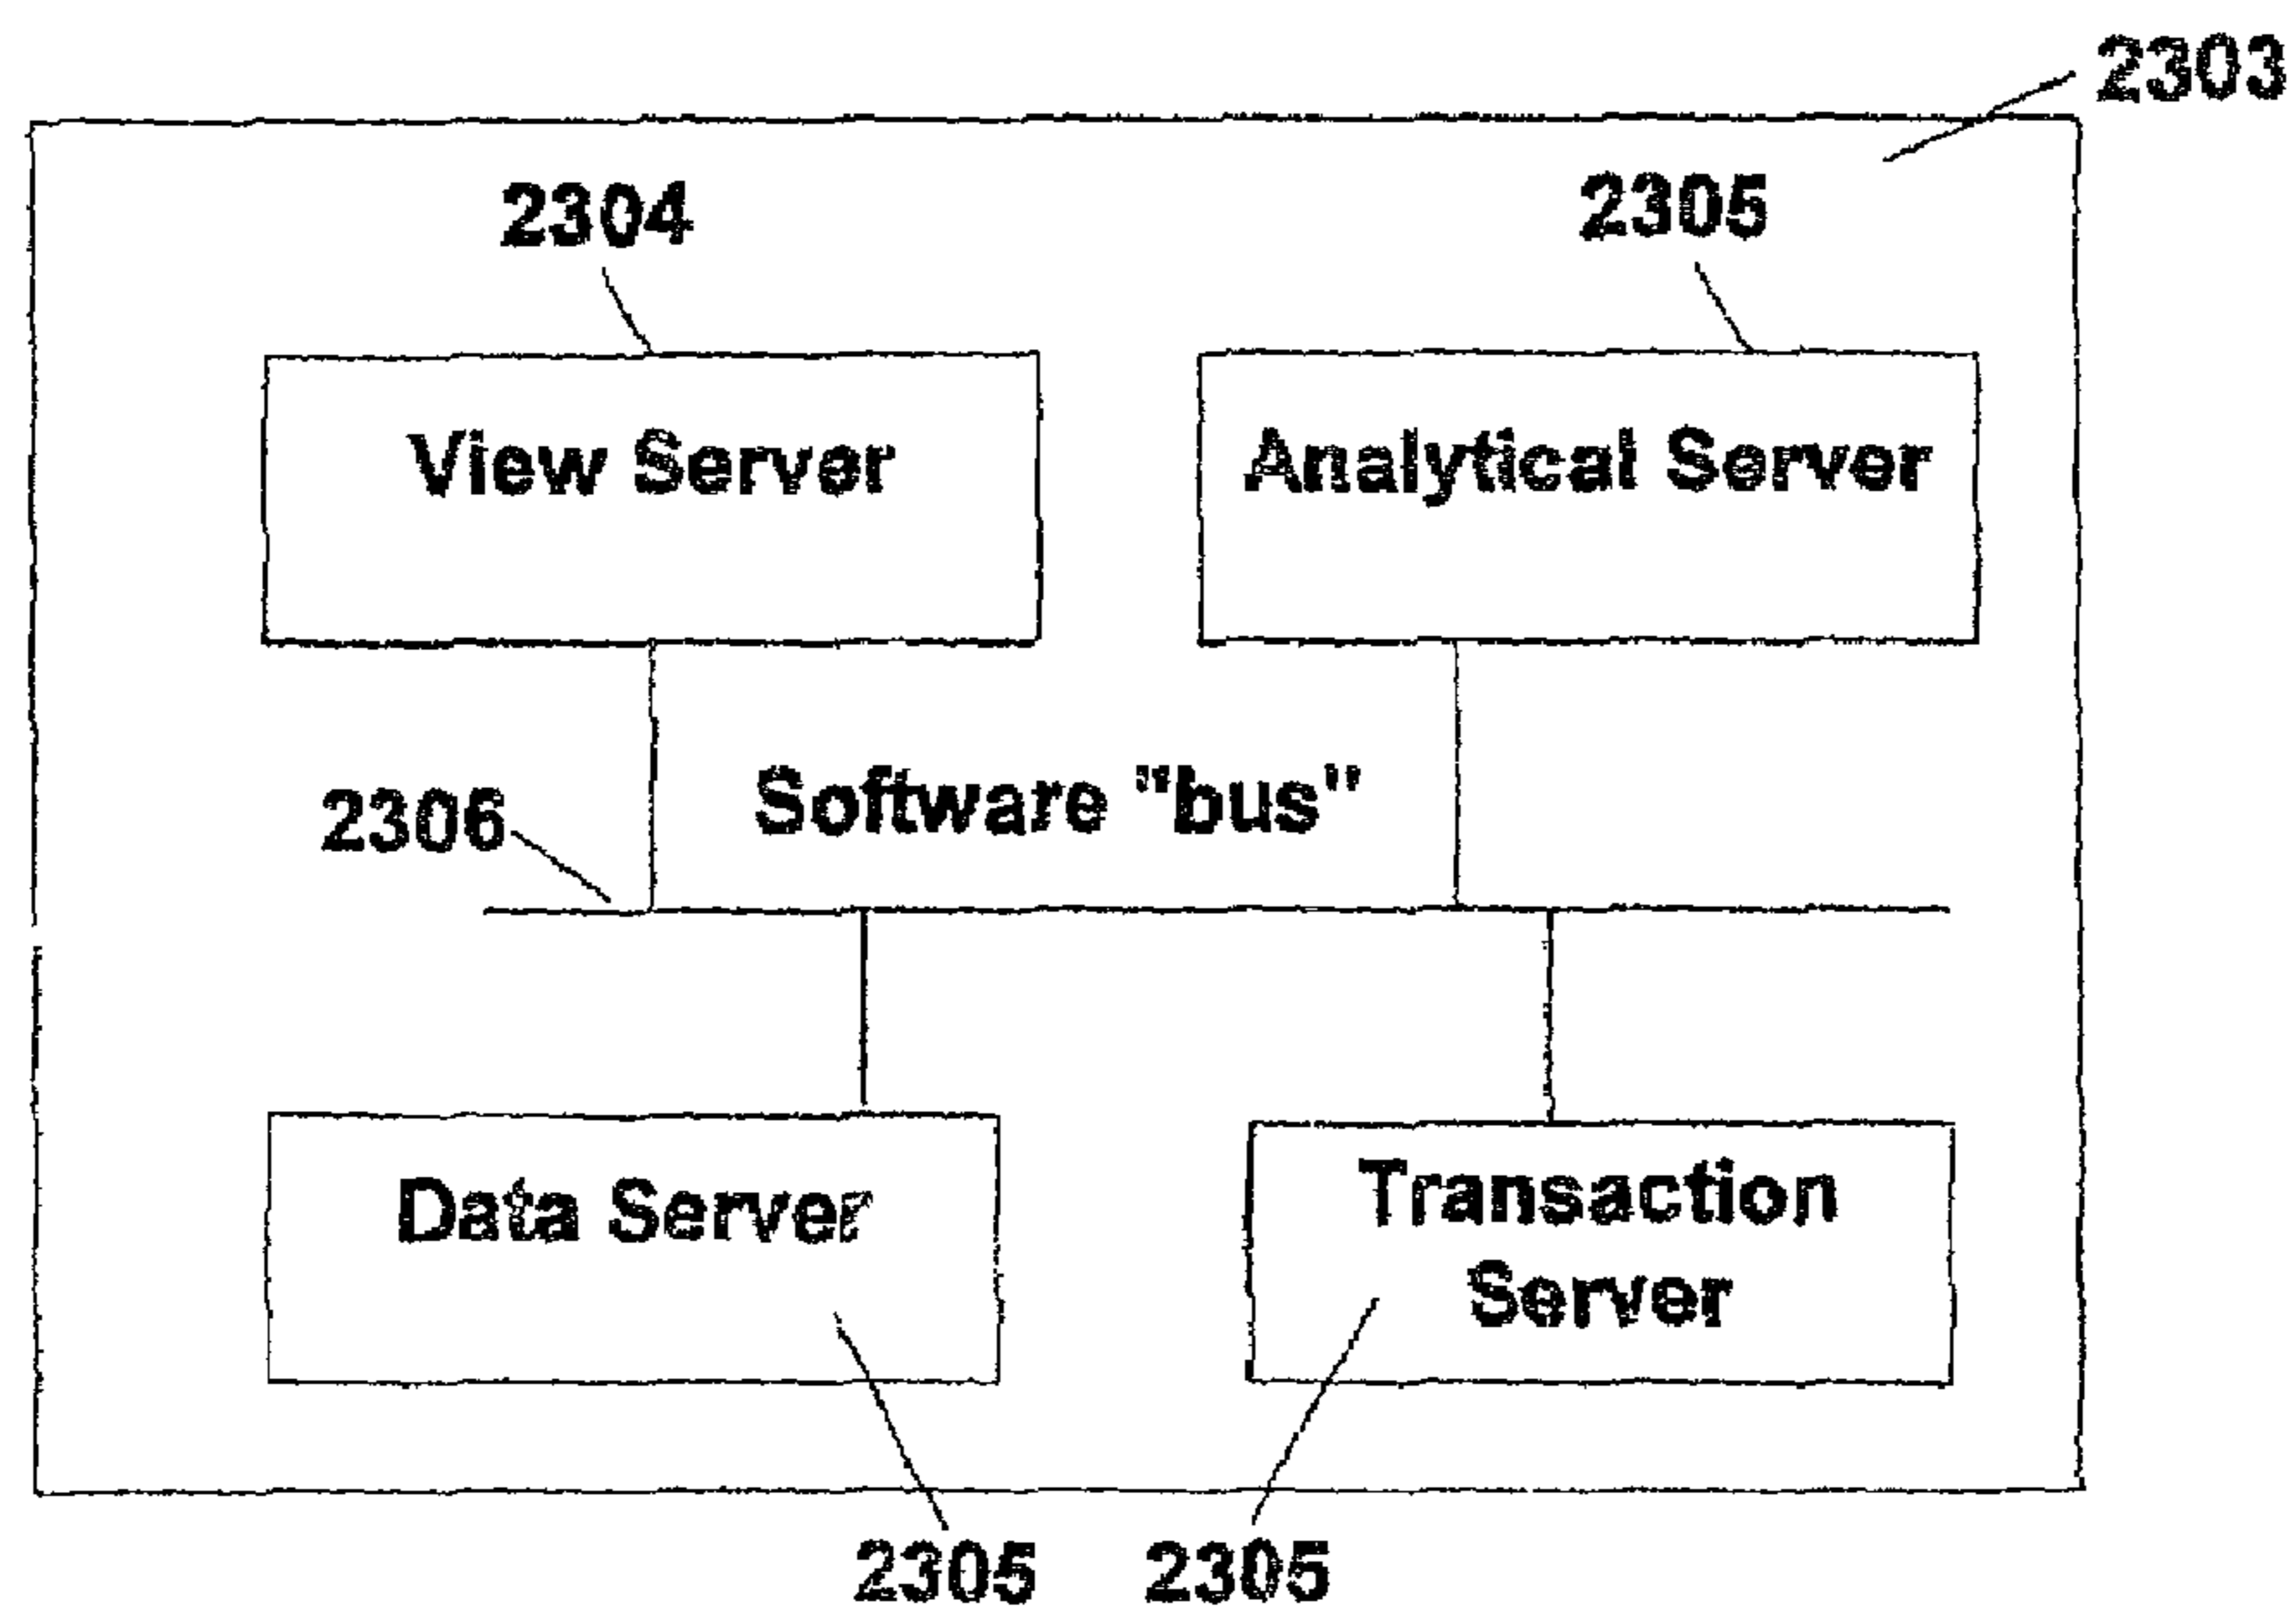 2303
2304
2305
View Server
Analytical Server
Software "bus"
2306
Data Server
Transaction
Server
2305
2305